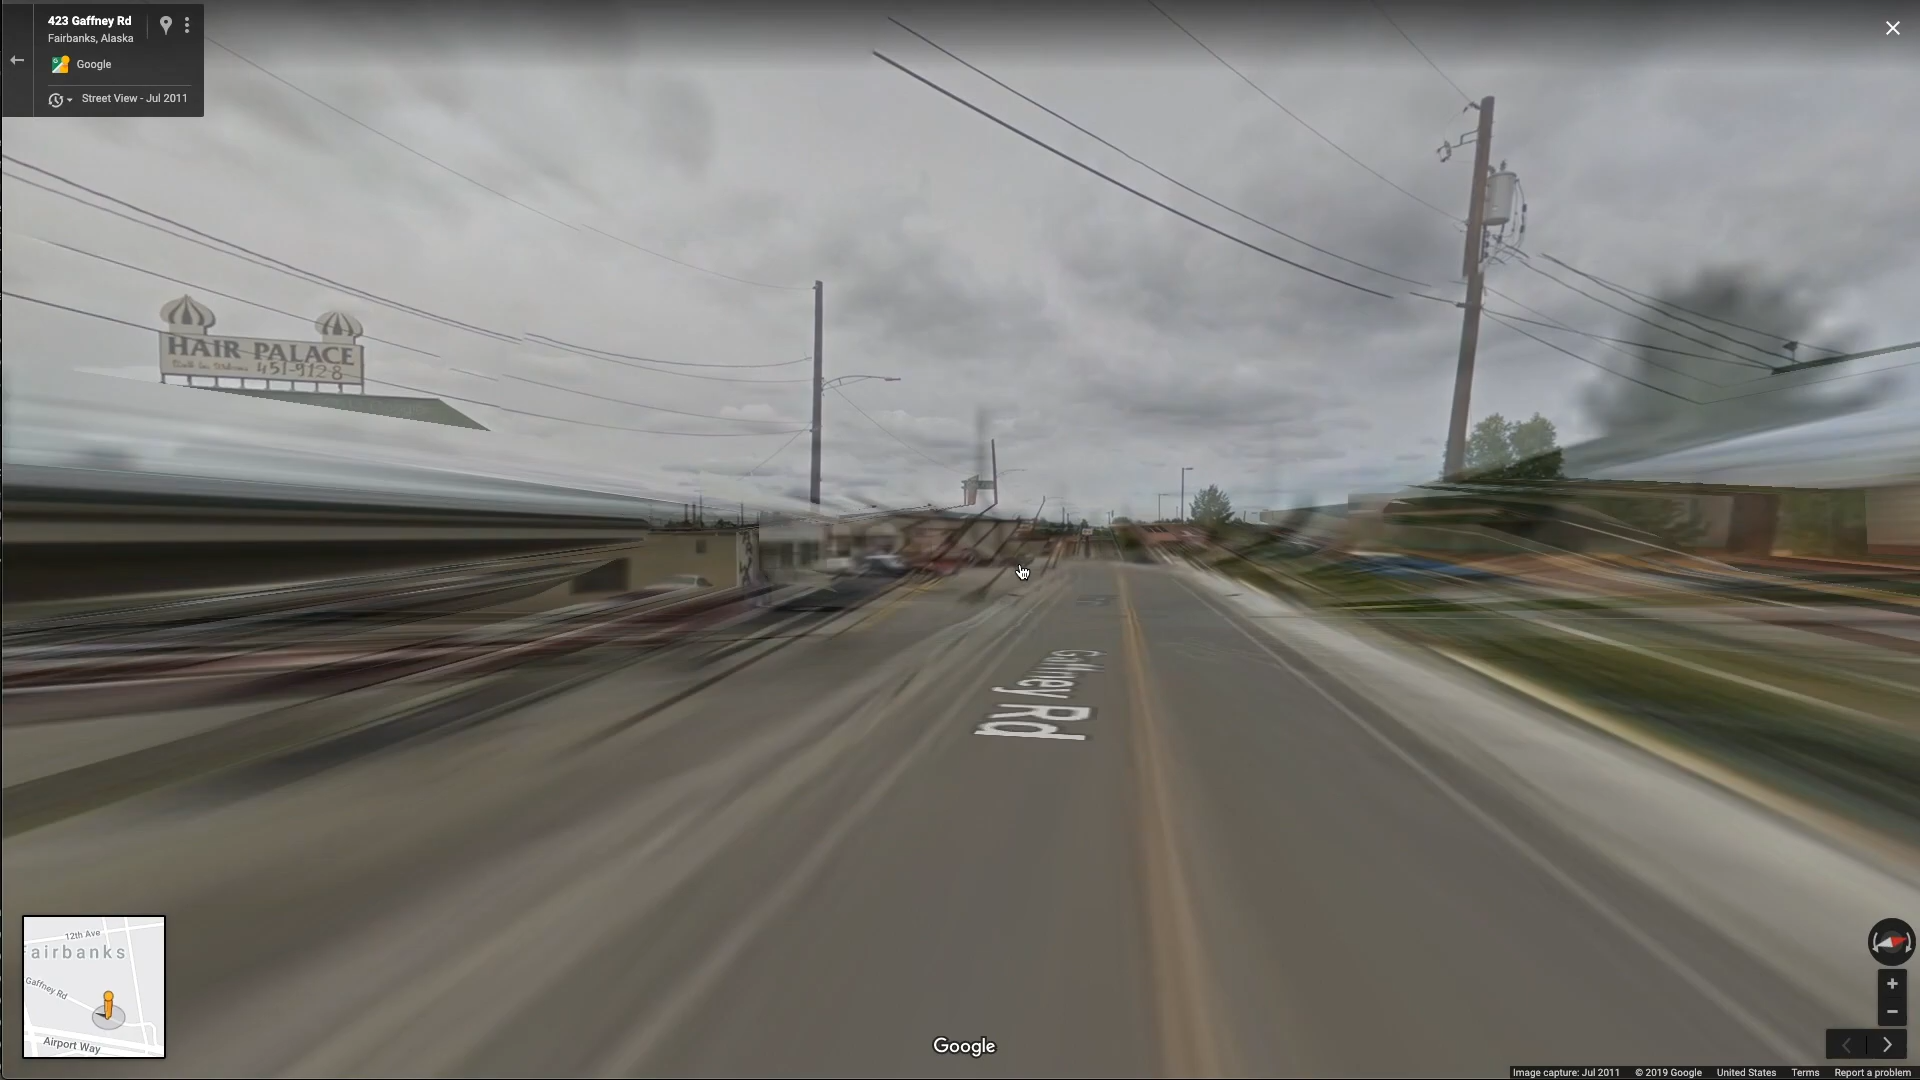 423 Gaffney Rd
Fairbanks, Alaska
Google
Street View - Jul 2011
HAIR PALACE
451-9128
Gaffney Rd
12th Ave
airbanks
Gaffney Rd
Airport Way
Google
Image capture: Jul 2011 © 2019 Google United States Terms Report a problem